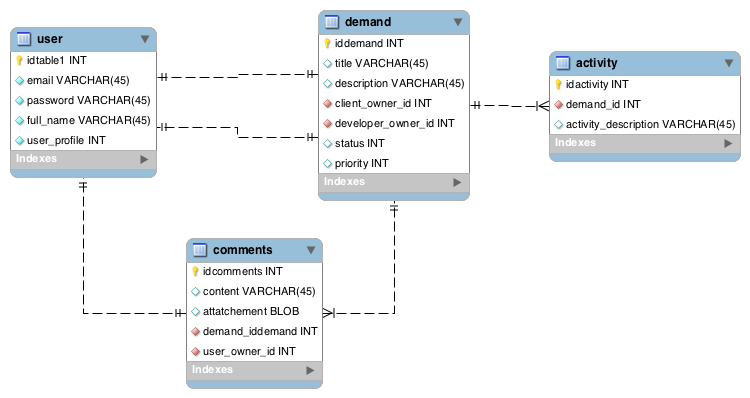 user
idtable1 INT
email VARCHAR(45)
password VARCHAR(45)
full_name VARCHAR(45)
user_profile INT
Indexes
demand
iddemand INT
title VARCHAR(45)
description VARCHAR(45)
client_owner_id INT
developer_owner_id INT
status INT
priority INT
Indexes
activity
idactivity INT
demand_id INT
activity_description VARCHAR(45)
Indexes
comments
idcomments INT
content VARCHAR(45)
attatchement BLOB
demand_iddemand INT
user_owner_id INT
Indexes